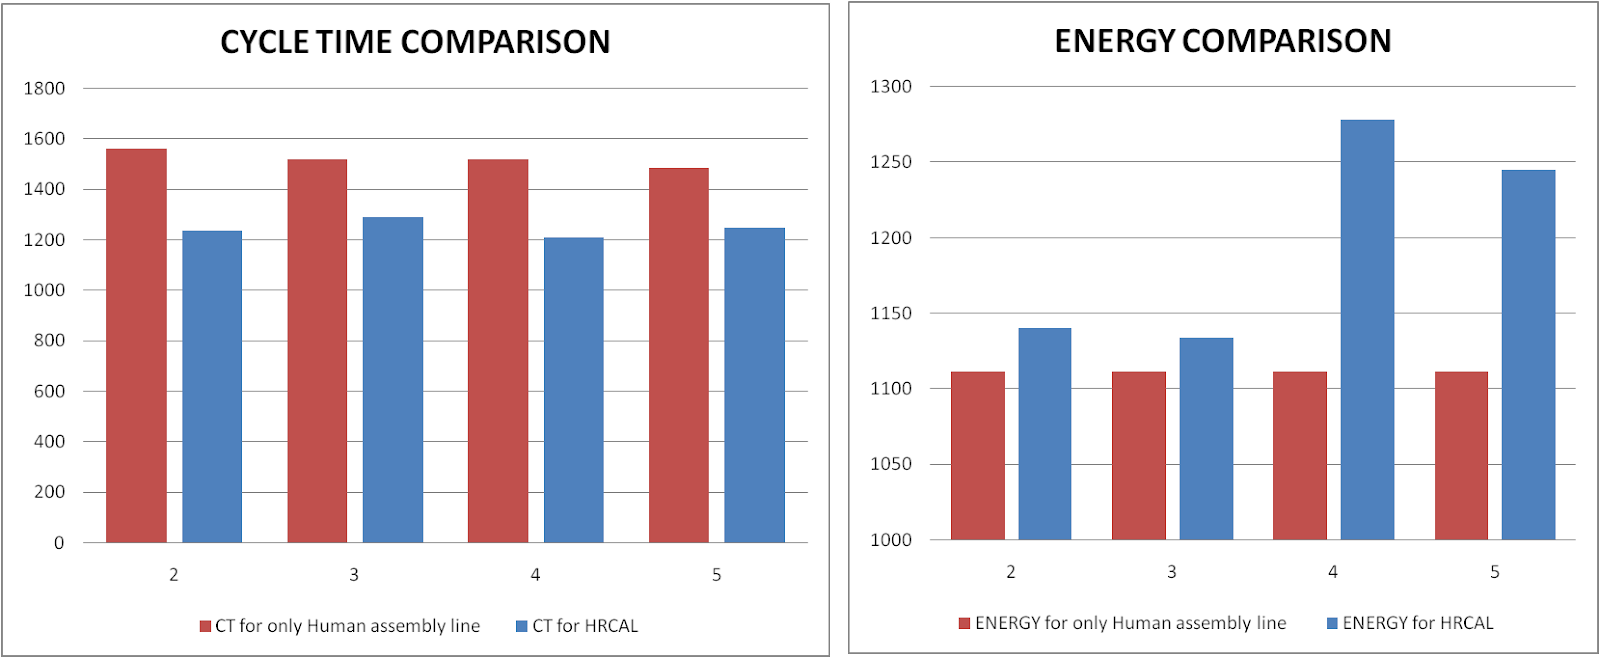 CYCLE TIME COMPARISON
1800
1600
1400
1200
1000
800
600
400
200
0
2 3 4 5
CT for only Human assembly line CT for HRCAL
ENERGY COMPARISON
1300
1250
1200
1150
1100
1050
1000
2 3 4 5
ENERGY for only Human assembly line ENERGY for HRCAL